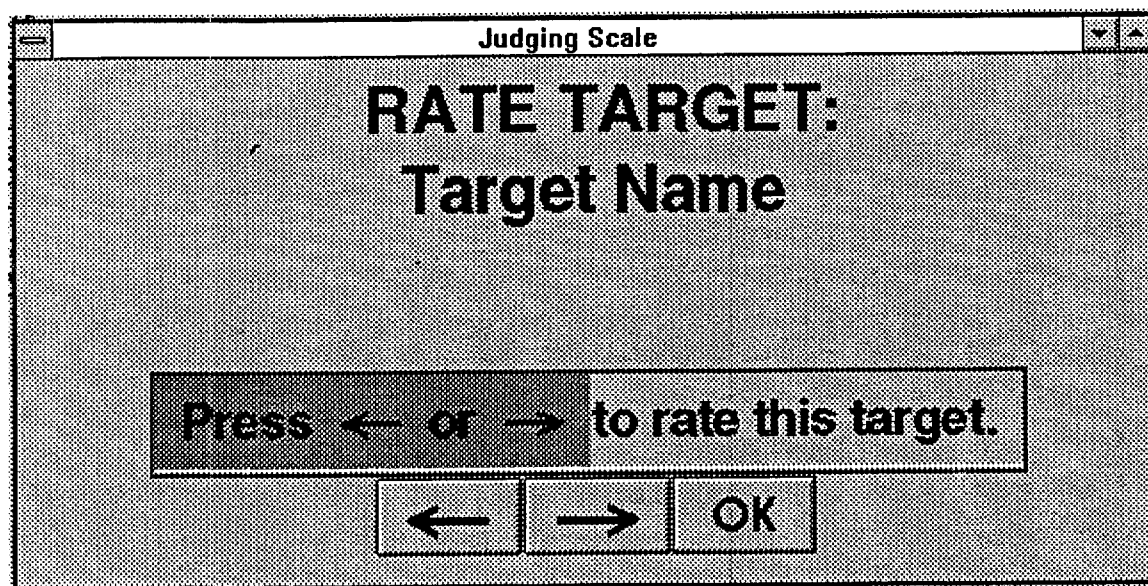 Judging Scale
RATE TARGET:
Target Name
Press ← or → to rate this target.
← → OK